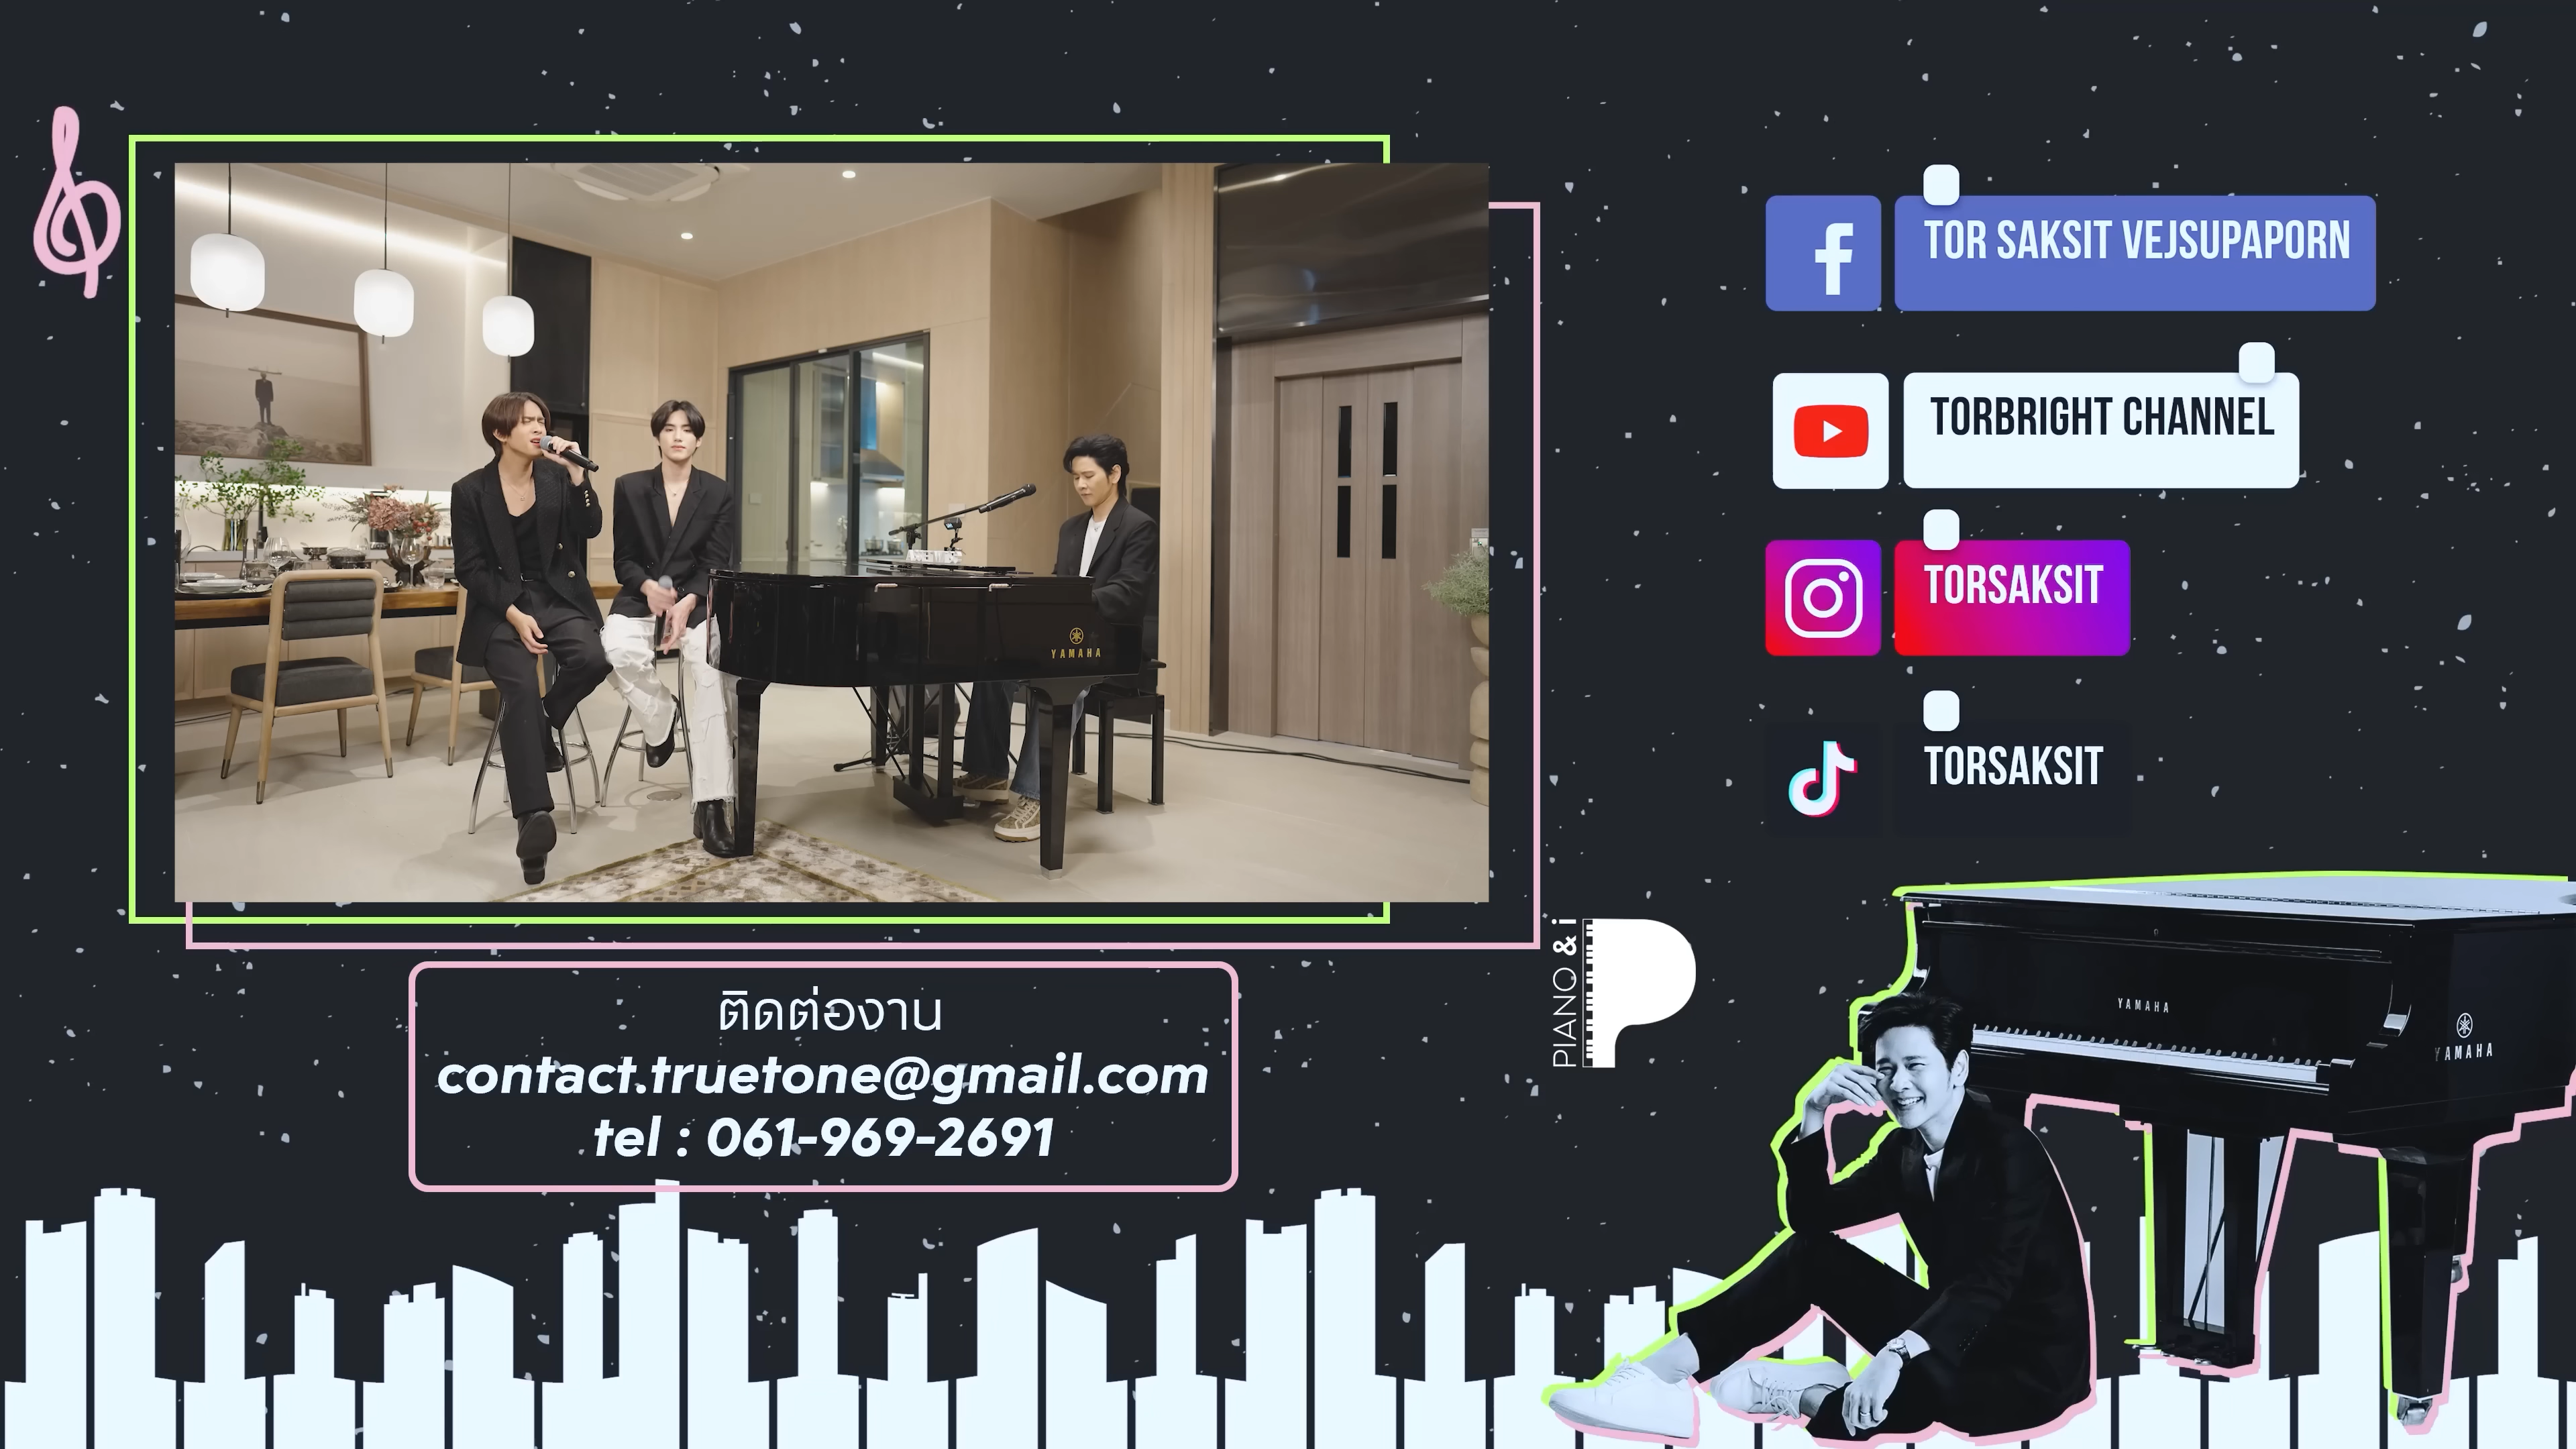 TOR SAKSIT VEJSUPAPORN
TORBRIGHT CHANNEL
TORSAKSIT
TORSAKSIT
YAMAHA
ติดต่องาน
contact.truetone@gmail.com
tel : 061-969-2691
PIANO & i
YAMAHA
YAMAHA